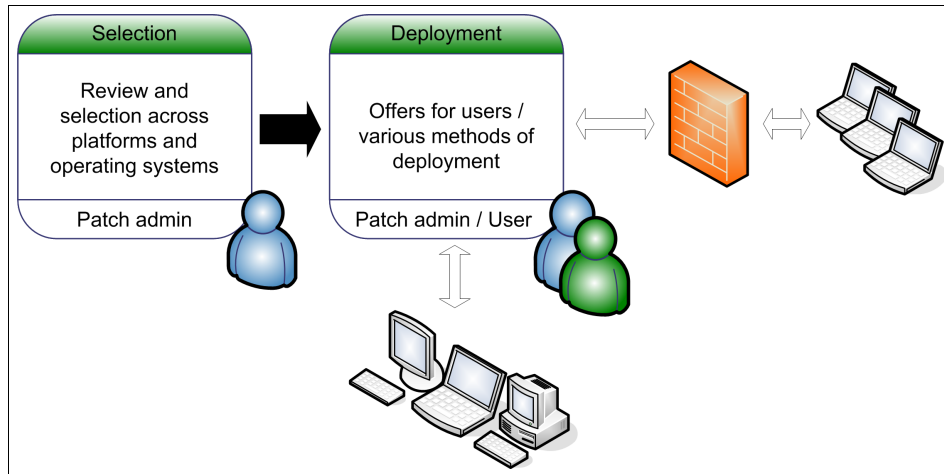 Selection
Review and
selection across
platforms and
operating systems
Patch admin
Deployment
Offers for users /
various methods of
deployment
Patch admin / User